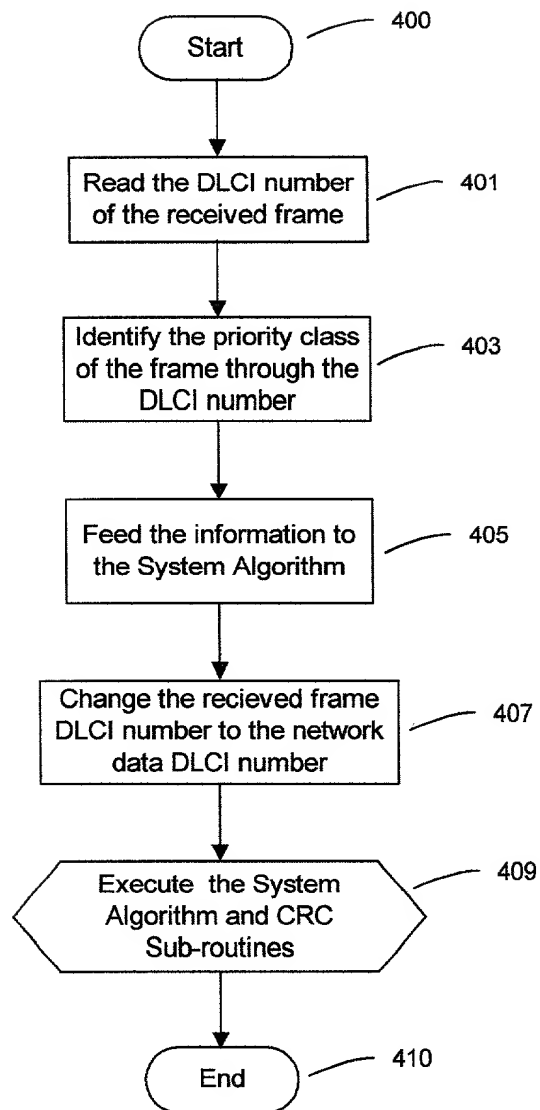 400
Start
Read the DLCI number
of the received frame
401
Identify the priority class
of the frame through the
DLCI number
403
Feed the information to
the System Algorithm
405
Change the recieved frame
DLCI number to the network
data DLCI number
407
Execute the System
Algorithm and CRC
Sub-routines
409
End
410